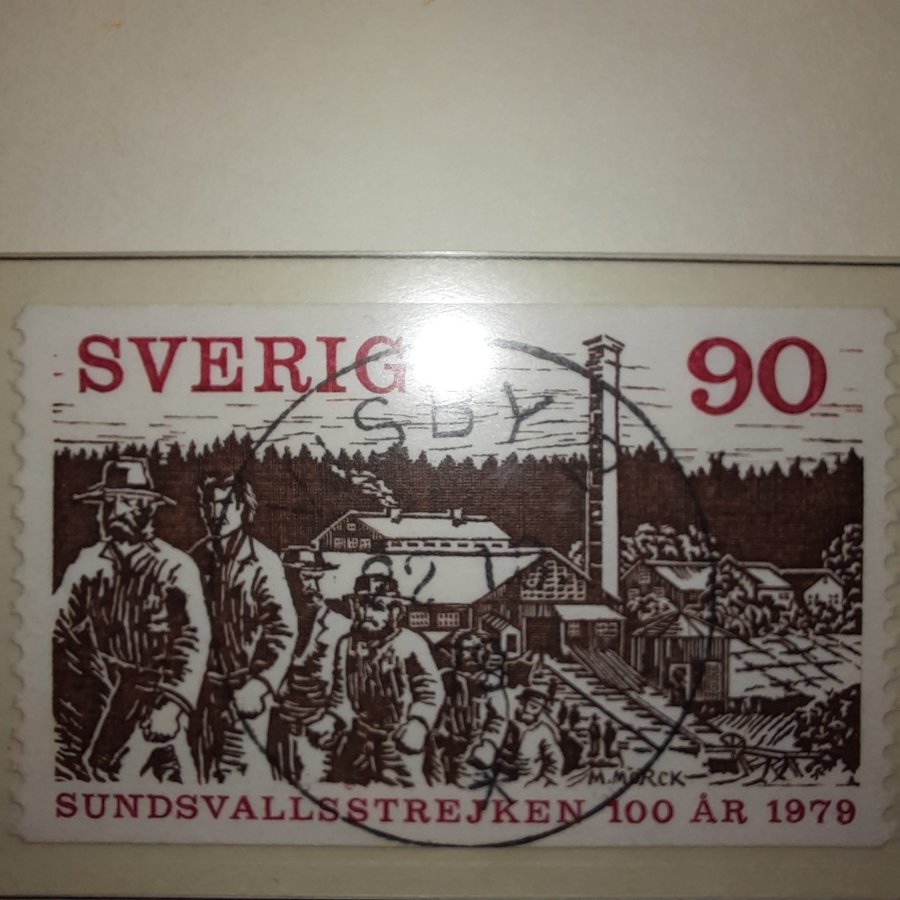 SVERIG
90
SUNDSVALLSSTREJKEN 100 ÅR 1979
M. MÖRCK